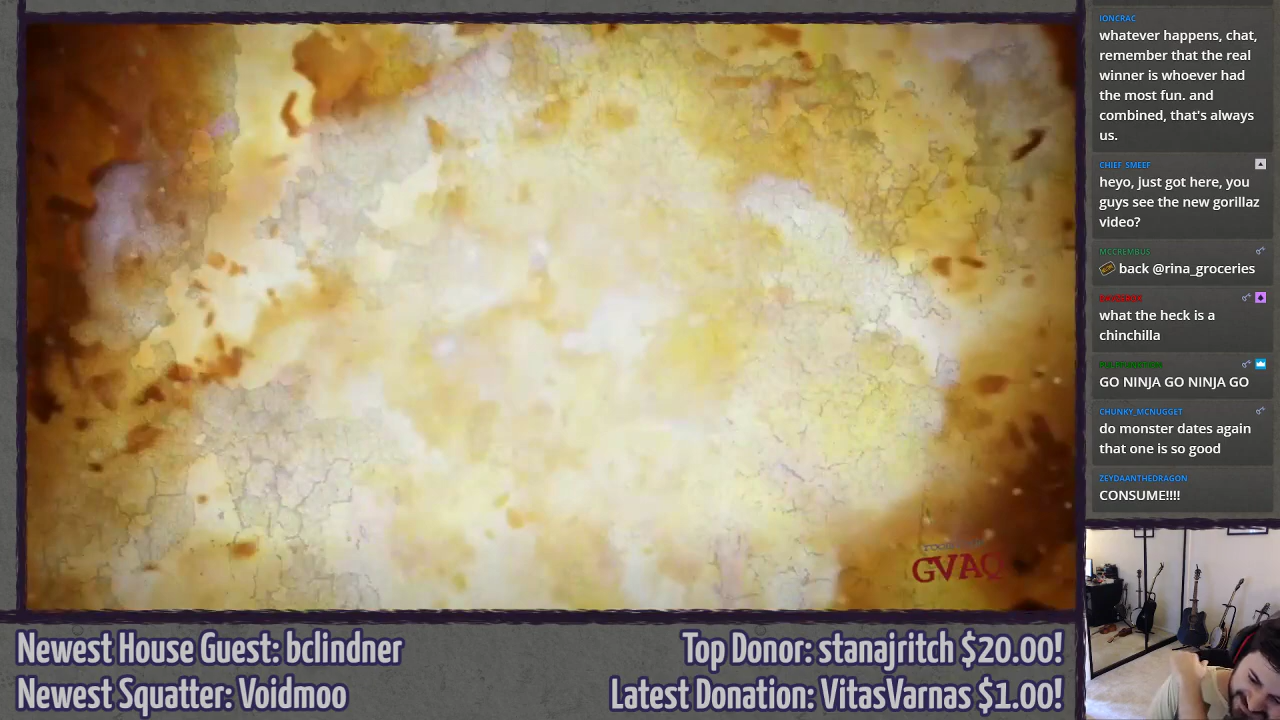 IONCRAC
whatever happens, chat,
remember that the real
winner is whoever had
the most fun. and
combined, that's always
us.
CHIEF_SMEEF
heyo, just got here, you
guys see the new gorillaz
video?
MCCREMBUS
back @rina_groceries
what the heck is a
chinchilla
GO NINJA GO NINJA GO
CHUNKY_MCNUGGET
do monster dates again
that one is so good
ZEYDAANTHEDRAGON
CONSUME!!!!
GVAQ
Newest House Guest: bclindner
Newest Squatter: Voidmoo
Top Donor: stanajritch $20.00!
Latest Donation: VitasVarnas $1.00!